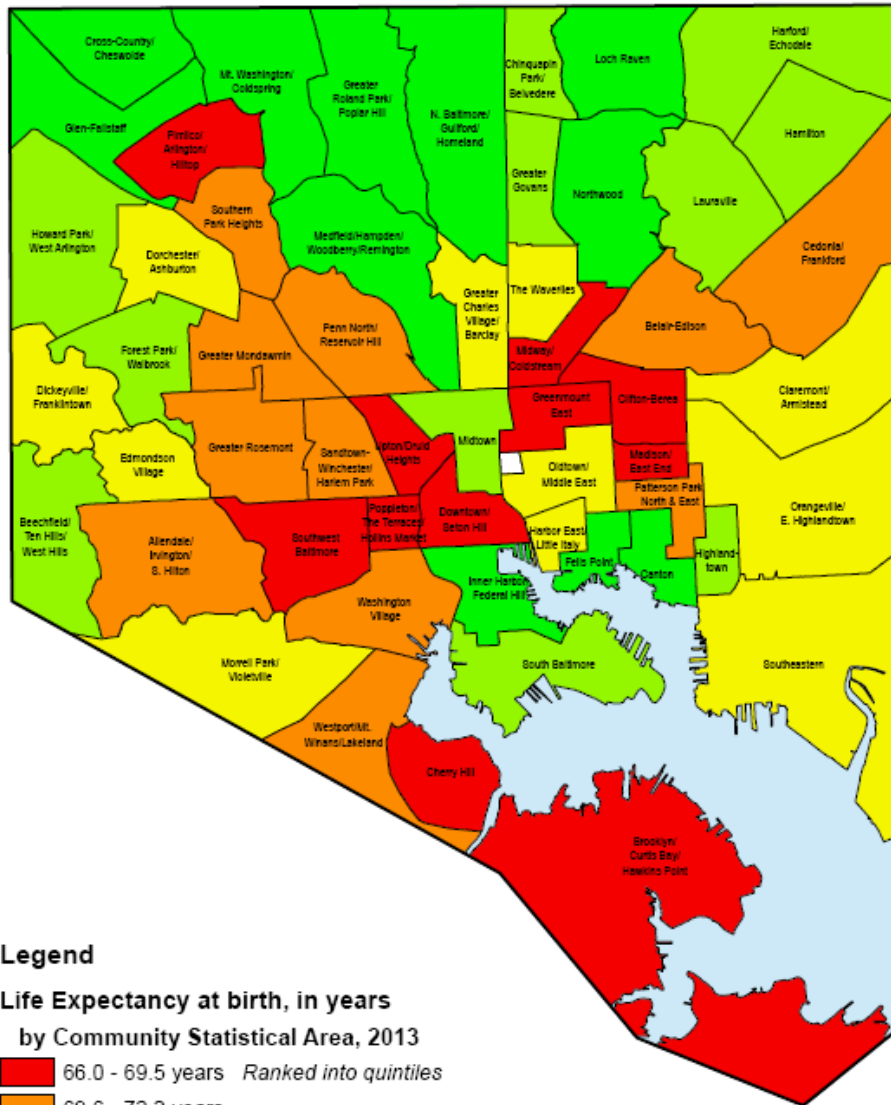 Cross-Country/
Cheswolde
Mt. Washington/
Coldspring
Greater
Roland Park/
Poplar Hill
N. Baltimore/
Guilford/
Homeland
Chinquapin
Park/
Belvedere
Loch Raven
Harford/
Echodale
Glen-Fallstaff
Pimlico/
Arlington/
Hilltop
Hamilton
Greater
Govans
Northwood
Lauraville
Southern
Park Heights
Howard Park/
West Arlington
Medfield/Hampden/
Woodberry/Remington
Dorchester/
Ashburton
Cedonia/
Frankford
The Waverlies
Greater
Charles
Village/
Barclay
Penn North/
Reservoir Hill
Belair-Edison
Forest Park/
Walbrook
Greater Mondawmin
Midway/
Coldstream
Dickeyville/
Franklintown
Claremont/
Armistead
Greenmount
East
Clifton-Berea
Edmondson
Village
Greater Rosemont
Sandtown-
Winchester/
Harlem Park
Upton/Druid
Heights
Midtown
Oldtown/
Middle East
Madison/
East End
Patterson Park
North & East
Orangeville/
E. Highlandtown
Beechfield/
Ten Hills/
West Hills
Allendale/
Irvington/
S. Hilton
Southwest
Baltimore
Poppleton/
The Terraces/
Hollins Market
Downtown/
Seton Hill
Harbor East/
Little Italy
Fells Point
Canton
Highland-
town
Inner Harbor/
Federal Hill
Washington
Village
Morrell Park/
Violetville
South Baltimore
Southeastern
Westport/Mt.
Winans/Lakeland
Cherry Hill
Brooklyn/
Curtis Bay/
Hawkins Point
Legend
Life Expectancy at birth, in years
by Community Statistical Area, 2013
66.0 - 69.5 years Ranked into quintiles